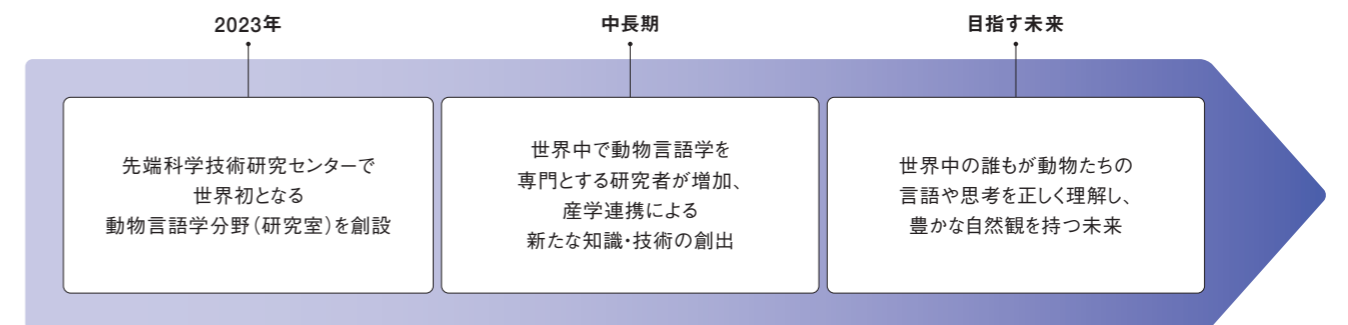 2023年
中長期
目指す未来
先端科学技術研究センターで
世界初となる
動物言語学分野（研究室）を創設
世界中で動物言語学を
専門とする研究者が増加、
産学連携による
新たな知識・技術の創出
世界中の誰もが動物たちの
言語や思考を正しく理解し、
豊かな自然観を持つ未来